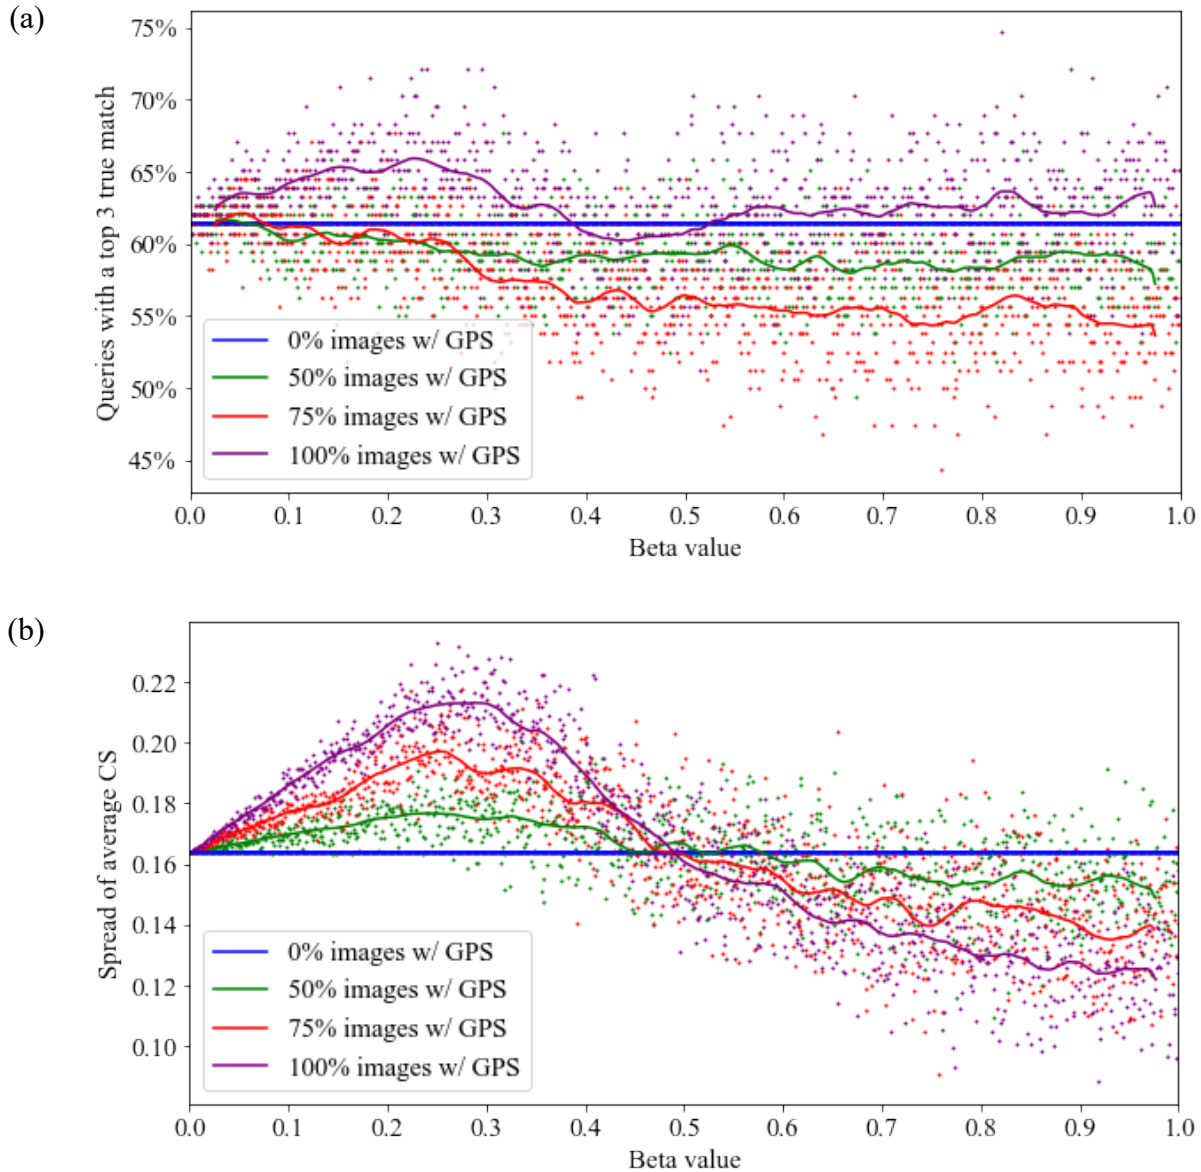 (a)
Queries with a top 3 true match
75%
70%
65%
60%
55%
50%
45%
0% images w/ GPS
50% images w/ GPS
75% images w/ GPS
100% images w/ GPS
0.0 0.1 0.2 0.3 0.4 0.5 0.6 0.7 0.8 0.9 1.0
Beta value
(b)
Spread of average CS
0.22
0.20
0.18
0.16
0.14
0.12
0.10
0% images w/ GPS
50% images w/ GPS
75% images w/ GPS
100% images w/ GPS
0.0 0.1 0.2 0.3 0.4 0.5 0.6 0.7 0.8 0.9 1.0
Beta value